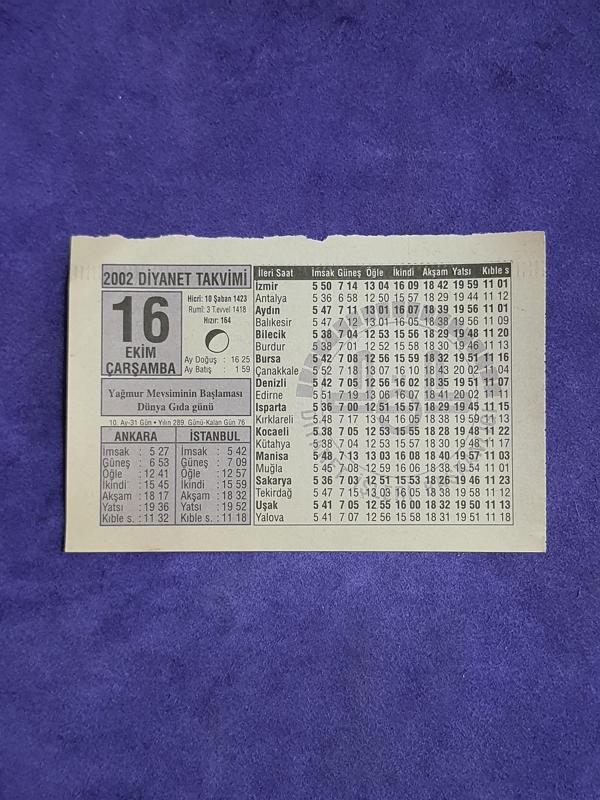 2002 DİYANET TAKVİMİ
16
EKİM
ÇARŞAMBA
Hicri: 10 Şaban 1423
Rumî: 3 T.evvel 1418
Hızır: 164
Ay Doğuş : 16 25
Ay Batış : 1 59
Yağmur Mevsiminin Başlaması
Dünya Gıda günü
10. Ay-31 Gün • Yılın 289. Günü-Kalan Gün 76
ANKARA
İmsak : 5 27
Güneş : 6 53
Öğle : 12 41
İkindi : 15 45
Akşam : 18 17
Yatsı : 19 36
Kıble s. : 11 32
İSTANBUL
İmsak : 5 42
Güneş : 7 09
Öğle : 12 57
İkindi : 15 59
Akşam : 18 32
Yatsı : 19 52
Kıble s. : 11 18
İleri Saat İmsak Güneş Öğle İkindi Akşam Yatsı Kıble s
İzmir 5 50 7 14 13 04 16 09 18 42 19 59 11 01
Antalya 5 36 6 58 12 50 15 57 18 29 19 44 11 12
Aydın 5 47 7 11 13 01 16 07 18 39 19 56 11 01
Balıkesir 5 47 7 12 13 01 16 05 18 38 19 56 11 09
Bilecik 5 38 7 04 12 53 15 56 18 29 19 48 11 20
Burdur 5 38 7 01 12 52 15 58 18 30 19 46 11 13
Bursa 5 42 7 08 12 56 15 59 18 32 19 51 11 16
Çanakkale 5 52 7 18 13 07 16 10 18 43 20 02 11 04
Denizli 5 42 7 05 12 56 16 02 18 35 19 51 11 07
Edirne 5 51 7 19 13 06 16 07 18 41 20 02 11 11
Isparta 5 36 7 00 12 51 15 57 18 29 19 45 11 15
Kırklareli 5 48 7 17 13 04 16 05 18 38 19 59 11 13
Kocaeli 5 38 7 05 12 53 15 55 18 28 19 48 11 22
Kütahya 5 38 7 04 12 53 15 57 18 30 19 48 11 17
Manisa 5 48 7 13 13 03 16 08 18 40 19 57 11 03
Muğla 5 45 7 09 12 59 16 06 18 38 19 54 11 01
Sakarya 5 36 7 03 12 51 15 53 18 26 19 46 11 23
Tekirdağ 5 47 7 15 13 03 16 05 18 38 19 58 11 12
Uşak 5 41 7 05 12 55 16 00 18 32 19 50 11 13
Yalova 5 41 7 07 12 56 15 58 18 31 19 51 11 18